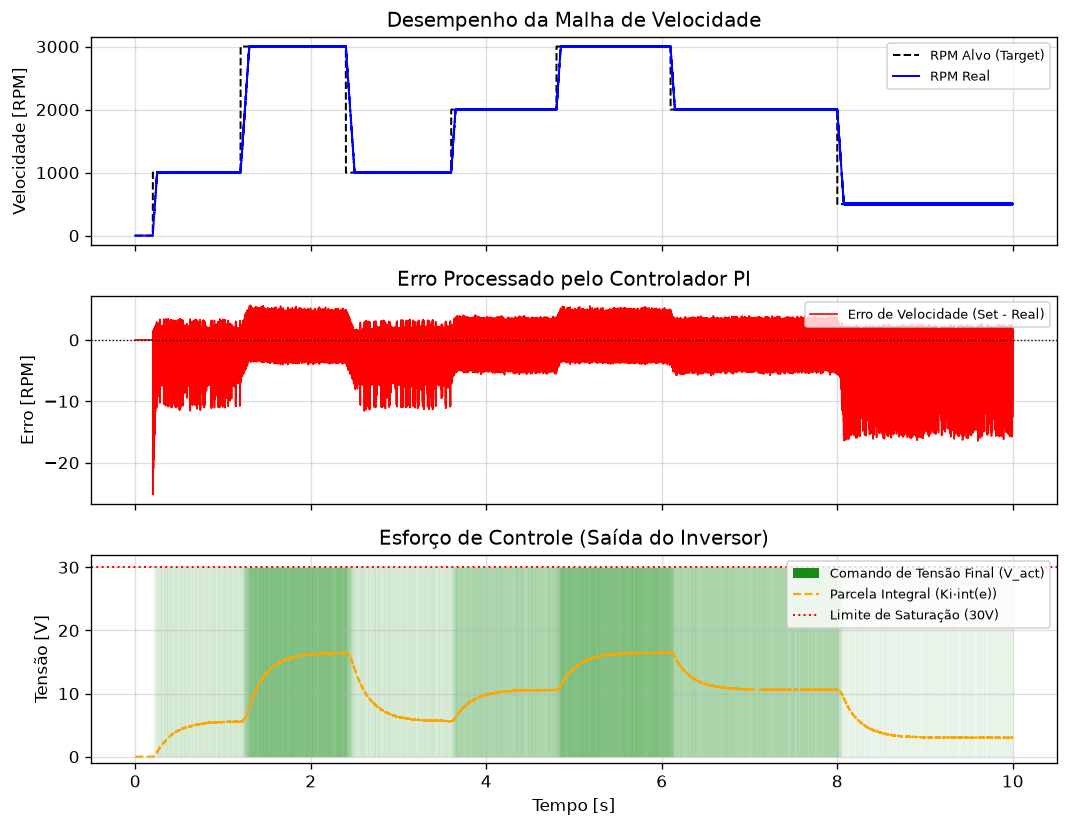 Desempenho da Malha de Velocidade
Velocidade [RPM]
3000
2000
1000
0
RPM Alvo (Target)
RPM Real
Erro Processado pelo Controlador PI
Erro [RPM]
0
−10
−20
Erro de Velocidade (Set - Real)
Esforço de Controle (Saída do Inversor)
Tensão [V]
30
20
10
0
Comando de Tensão Final (V_act)
Parcela Integral (Ki·int(e))
Limite de Saturação (30V)
0
2
4
6
8
10
Tempo [s]